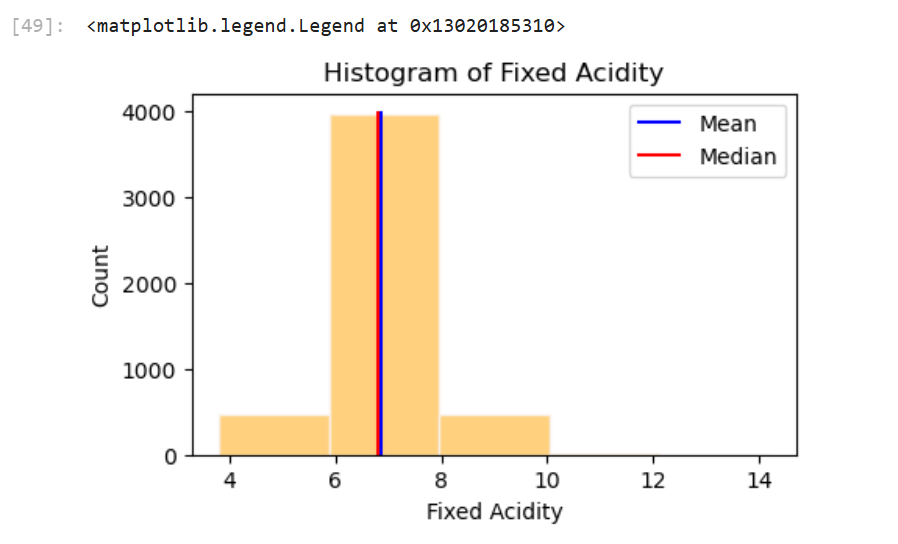 [49]: <matplotlib.legend.Legend at 0x13020185310>
Histogram of Fixed Acidity
Mean
Median
4000
3000
2000
1000
0
Count
4 6 8 10 12 14
Fixed Acidity